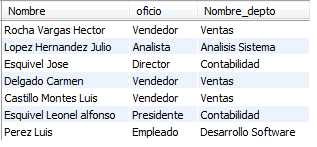 Nombre oficio Nombre_depto
Rocha Vargas Hector Vendedor Ventas
Lopez Hernandez Julio Analista Analisis Sistema
Esquivel Jose Director Contabilidad
Delgado Carmen Vendedor Ventas
Castillo Montes Luis Vendedor Ventas
Esquivel Leonel alfonso Presidente Contabilidad
Perez Luis Empleado Desarrollo Software